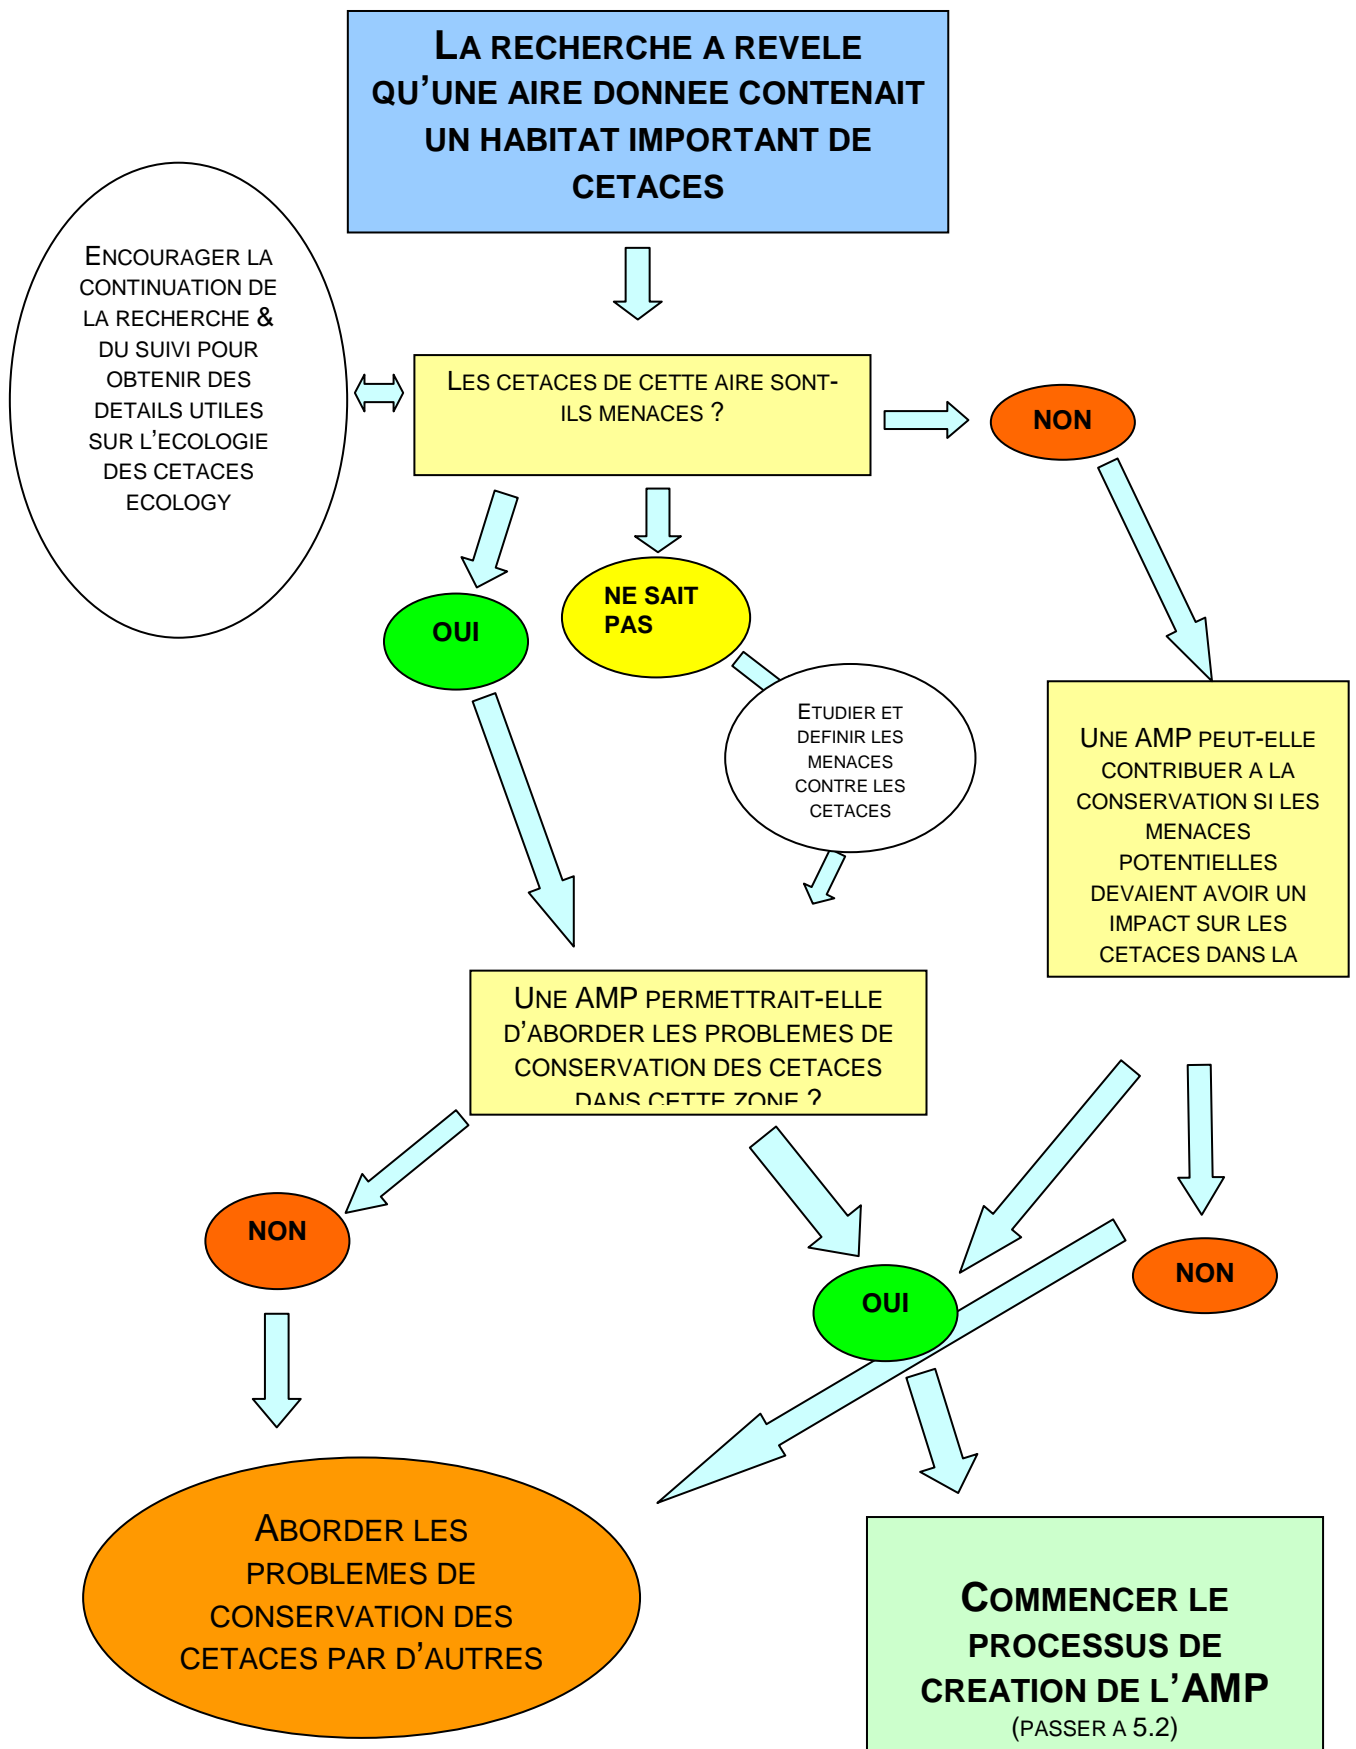 LA RECHERCHE A REVELE
QU'UNE AIRE DONNEE CONTENAIT
UN HABITAT IMPORTANT DE
CETACES
ENCOURAGER LA
CONTINUATION DE
LA RECHERCHE &
DU SUIVI POUR
OBTENIR DES
DETAILS UTILES
SUR L'ECOLOGIE
DES CETACES
ECOLOGY
LES CETACES DE CETTE AIRE SONT-
ILS MENACES ?
NON
OUI
NE SAIT
PAS
ETUDIER ET
DEFINIR LES
MENACES
CONTRE LES
CETACES
UNE AMP PEUT-ELLE
CONTRIBUER A LA
CONSERVATION SI LES
MENACES
POTENTIELLES
DEVAIENT AVOIR UN
IMPACT SUR LES
CETACES DANS LA
UNE AMP PERMETTRAIT-ELLE
D'ABORDER LES PROBLEMES DE
CONSERVATION DES CETACES
DANS CETTE ZONE ?
NON
OUI
NON
ABORDER LES
PROBLEMES DE
CONSERVATION DES
CETACES PAR D'AUTRES
COMMENCER LE
PROCESSUS DE
CREATION DE L'AMP
(PASSER A 5.2)